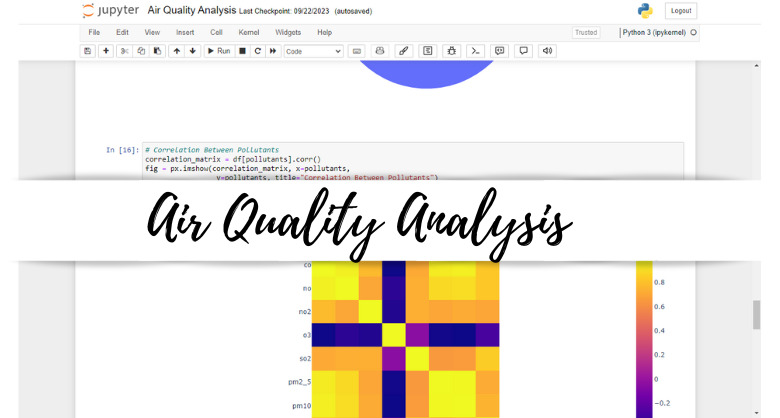 jupyter Air Quality Analysis Last Checkpoint: 09/22/2023 (autosaved)
Logout
File Edit View Insert Cell Kernel Widgets Help
Trusted
Python 3 (ipykernel)
Run
Code
In [16]:
# Correlation Between Pollutants
correlation_matrix = df[pollutants].corr()
fig = px.imshow(correlation_matrix, x=pollutants,
y=pollutants, title="Correlation Between Pollutants")
Air Quality Analysis
co
no
no2
o3
so2
pm2_5
pm10
0.8
0.6
0.4
0.2
0
−0.2